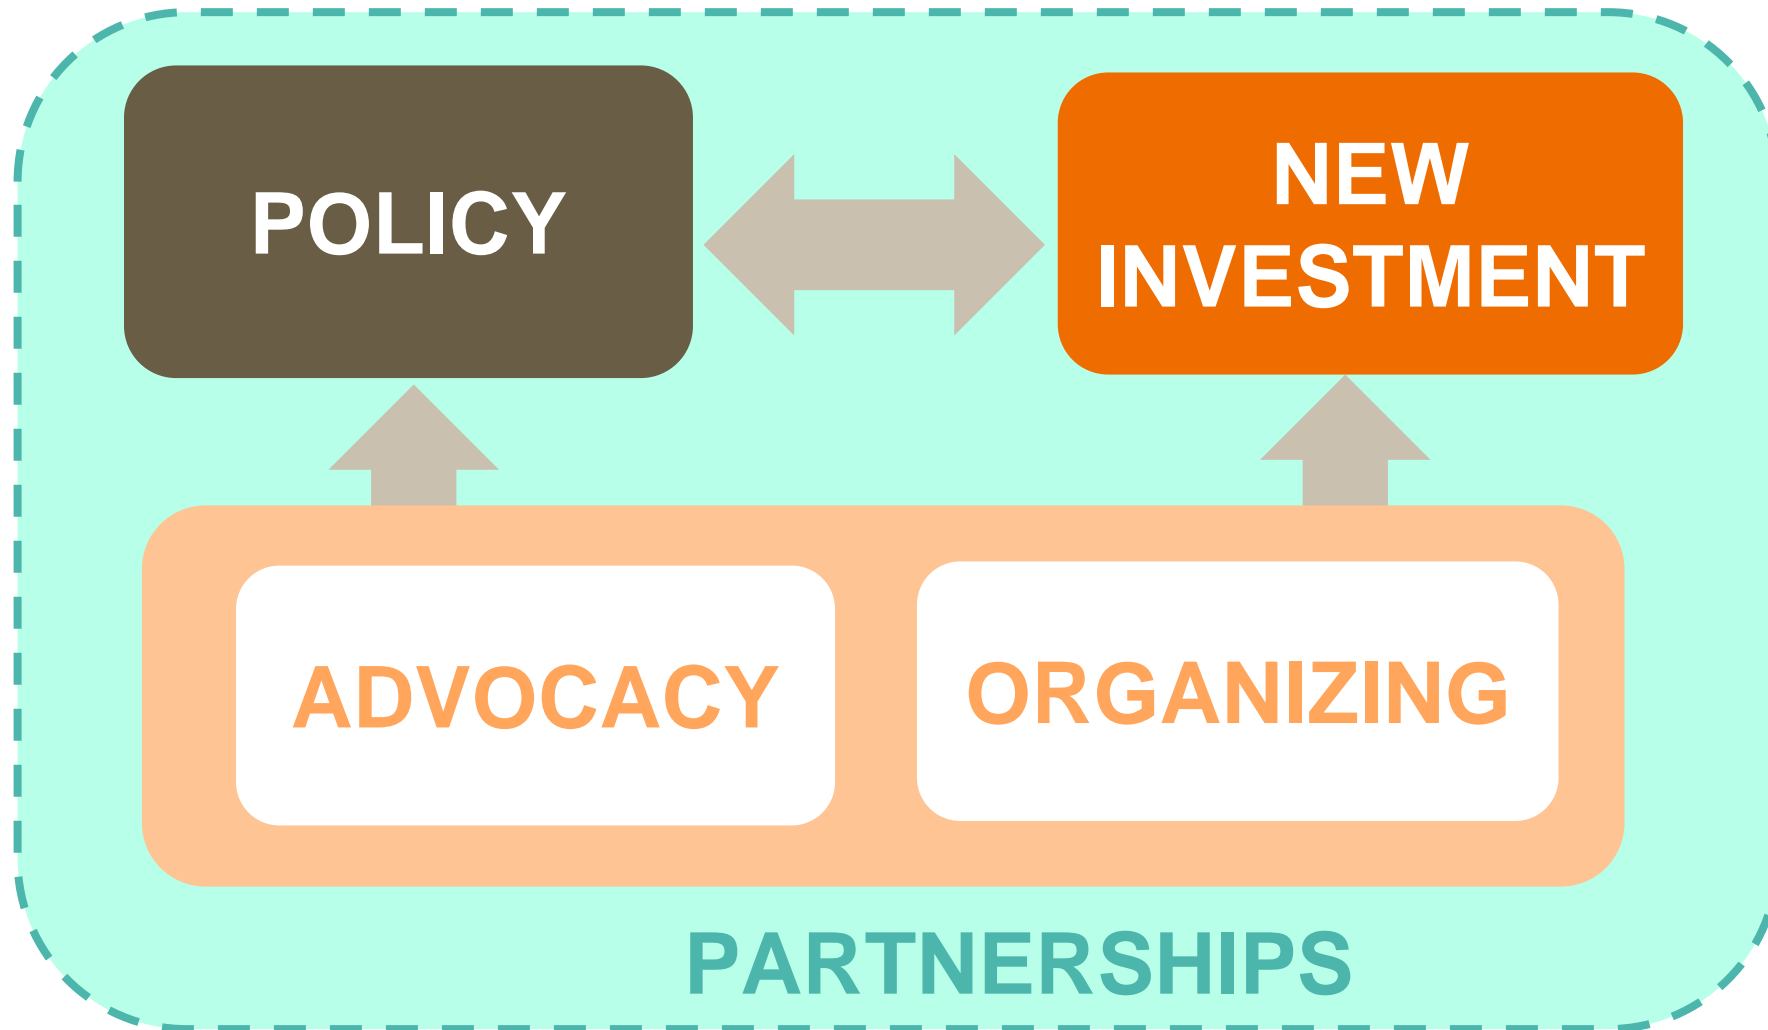 POLICY
NEW
INVESTMENT
ADVOCACY
ORGANIZING
PARTNERSHIPS